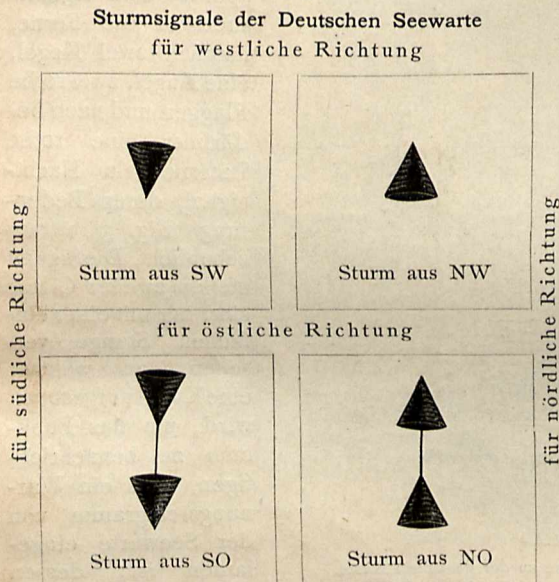 Sturmsignale der Deutschen Seewarte
für westliche Richtung
für südliche Richtung
Sturm aus SW
Sturm aus NW
für nördliche Richtung
für östliche Richtung
Sturm aus SO
Sturm aus NO